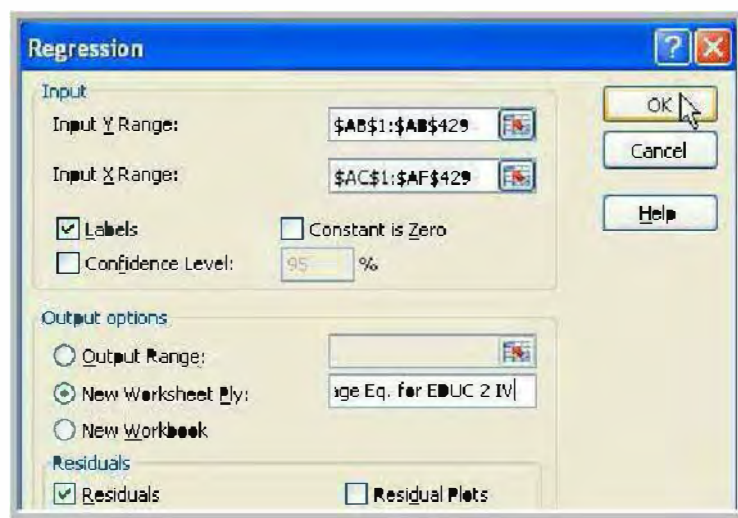 Regression
Input
Input Y Range: $AB$1:$AB$429
OK
Input X Range: $AC$1:$AF$429
Cancel
Labels Constant is Zero
Help
Confidence Level: 95 %
Output options
Output Range:
New Worksheet Ply: age Eq. for EDUC 2 IV
New Workbook
Residuals
Residuals Residual Plots